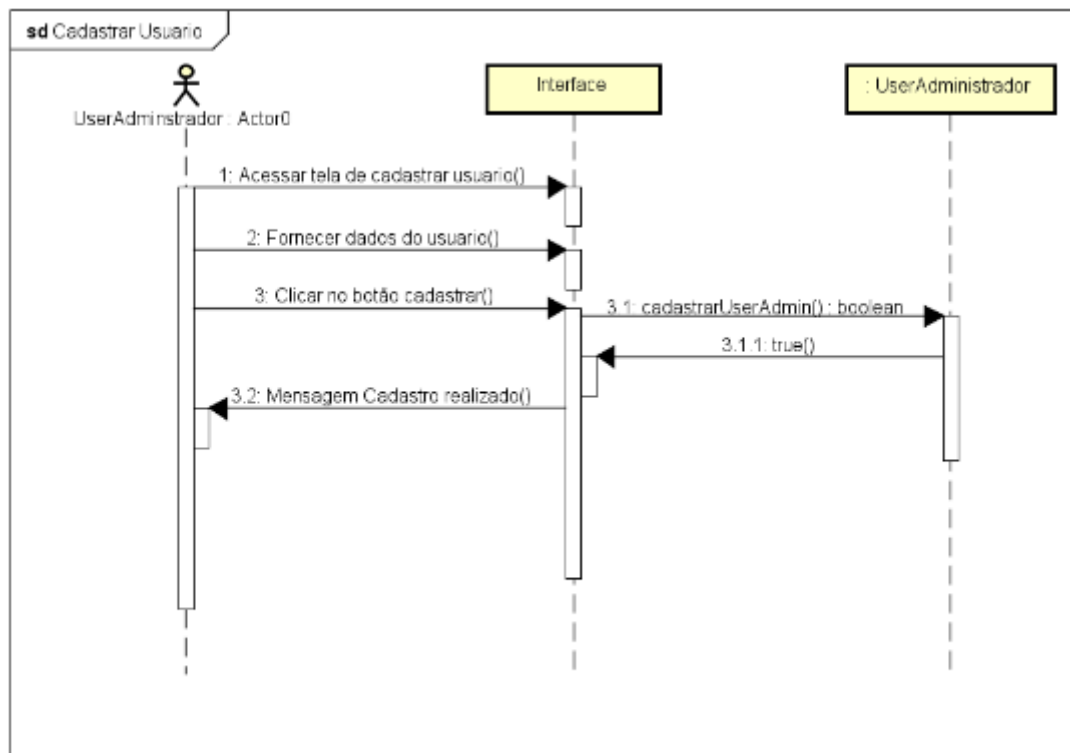 sd Cadastrar Usuario
Interface
: UserAdministrador
UserAdminstrador : Actor0
1: Acessar tela de cadastrar usuario()
2: Fornecer dados do usuario()
3: Clicar no botão cadastrar()
3.1: cadastrarUserAdmin() : boolean
3.1.1: true()
3.2: Mensagem Cadastro realizado()